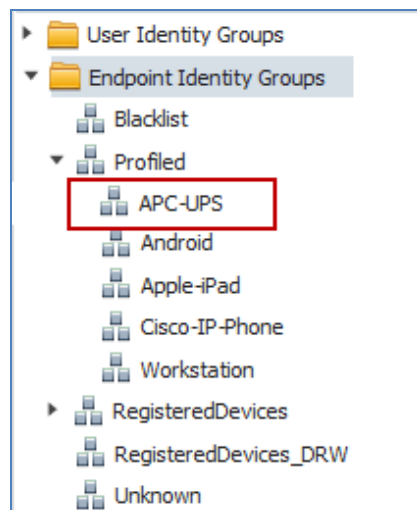 User Identity Groups
Endpoint Identity Groups
Blacklist
Profiled
APC-UPS
Android
Apple-iPad
Cisco-IP-Phone
Workstation
RegisteredDevices
RegisteredDevices_DRW
Unknown